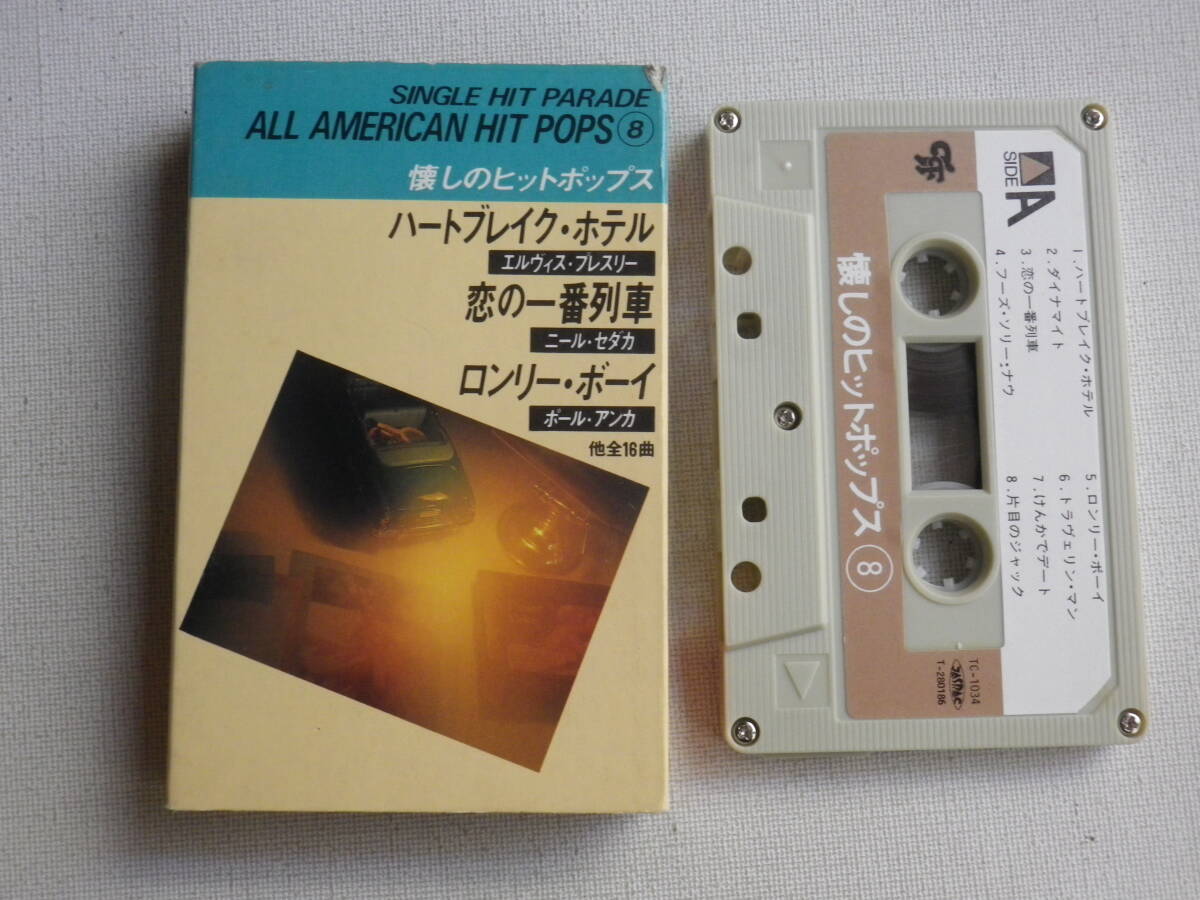 SINGLE HIT PARADE
ALL AMERICAN HIT POPS⑧
懐しのヒットポップス
ハートブレイク・ホテル
エルヴィス・プレスリー
恋の一番列車
ニール・セダカ
ロンリー・ボーイ
ポール・アンカ
他全16曲
SIDE A
1.ハートブレイク・ホテル
2.ダイナマイト
3.恋の一番列車
4.フーズ・ソリー・ナウ
5.ロンリー・ボーイ
6.トラヴェリン・マン
7.けんかでデート
8.片目のジャック
懐しのヒットポップス⑧
TC-1034
JASRAC
T-280186